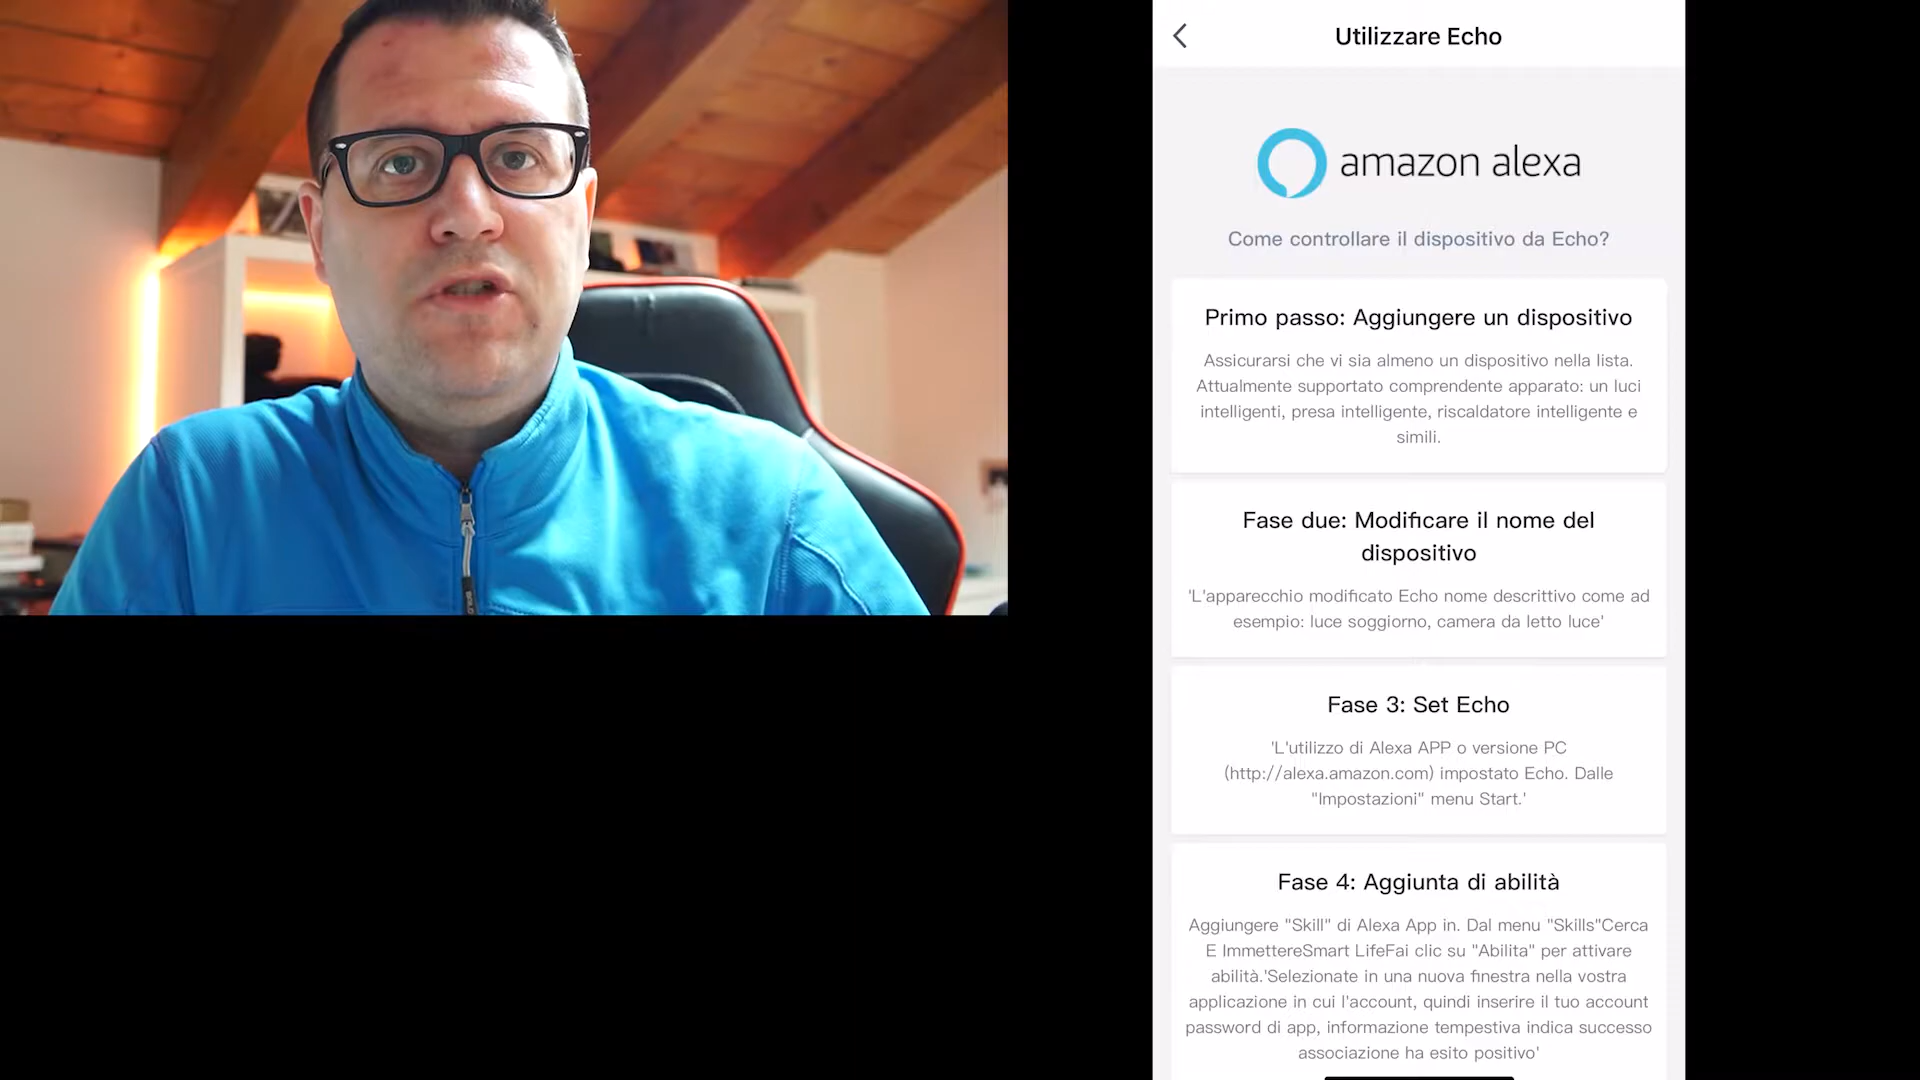 Utilizzare Echo
amazon alexa
Come controllare il dispositivo da Echo?
Primo passo: Aggiungere un dispositivo
Assicurarsi che vi sia almeno un dispositivo nella lista.
Attualmente supportato comprendente apparato: un luci
intelligenti, presa intelligente, riscaldatore intelligente e
simili.
Fase due: Modificare il nome del
dispositivo
'L'apparecchio modificato Echo nome descrittivo come ad
esempio: luce soggiorno, camera da letto luce'
Fase 3: Set Echo
'L'utilizzo di Alexa APP o versione PC
(http://alexa.amazon.com) impostato Echo. Dalle
"Impostazioni" menu Start.'
Fase 4: Aggiunta di abilità
Aggiungere "Skill" di Alexa App in. Dal menu "Skills"Cerca
E ImmettereSmart LifeFai clic su "Abilita" per attivare
abilità.'Selezionate in una nuova finestra nella vostra
applicazione in cui l'account, quindi inserire il tuo account
password di app, informazione tempestiva indica successo
associazione ha esito positivo'